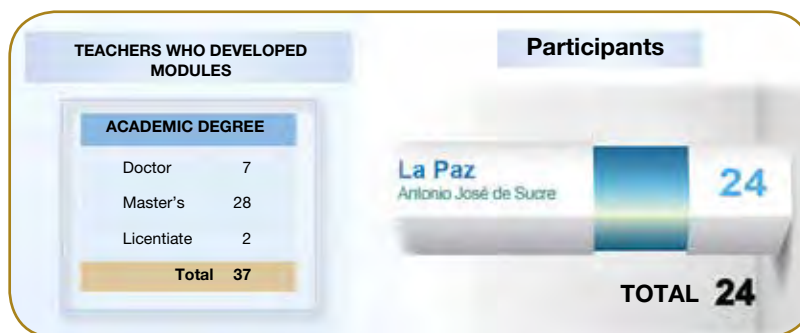 TEACHERS WHO DEVELOPED
MODULES
ACADEMIC DEGREE
Doctor 7
Master's 28
Licentiate 2
Total 37
Participants
La Paz
Antonio José de Sucre
24
TOTAL 24